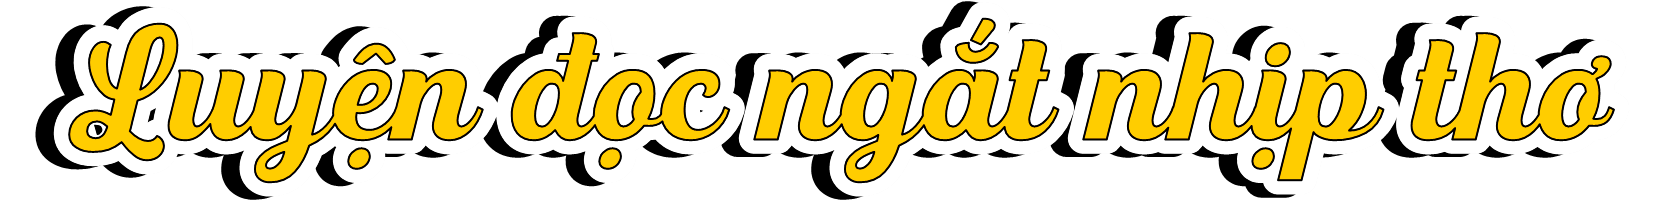 Luyện đọc ngắt nhịp thơ